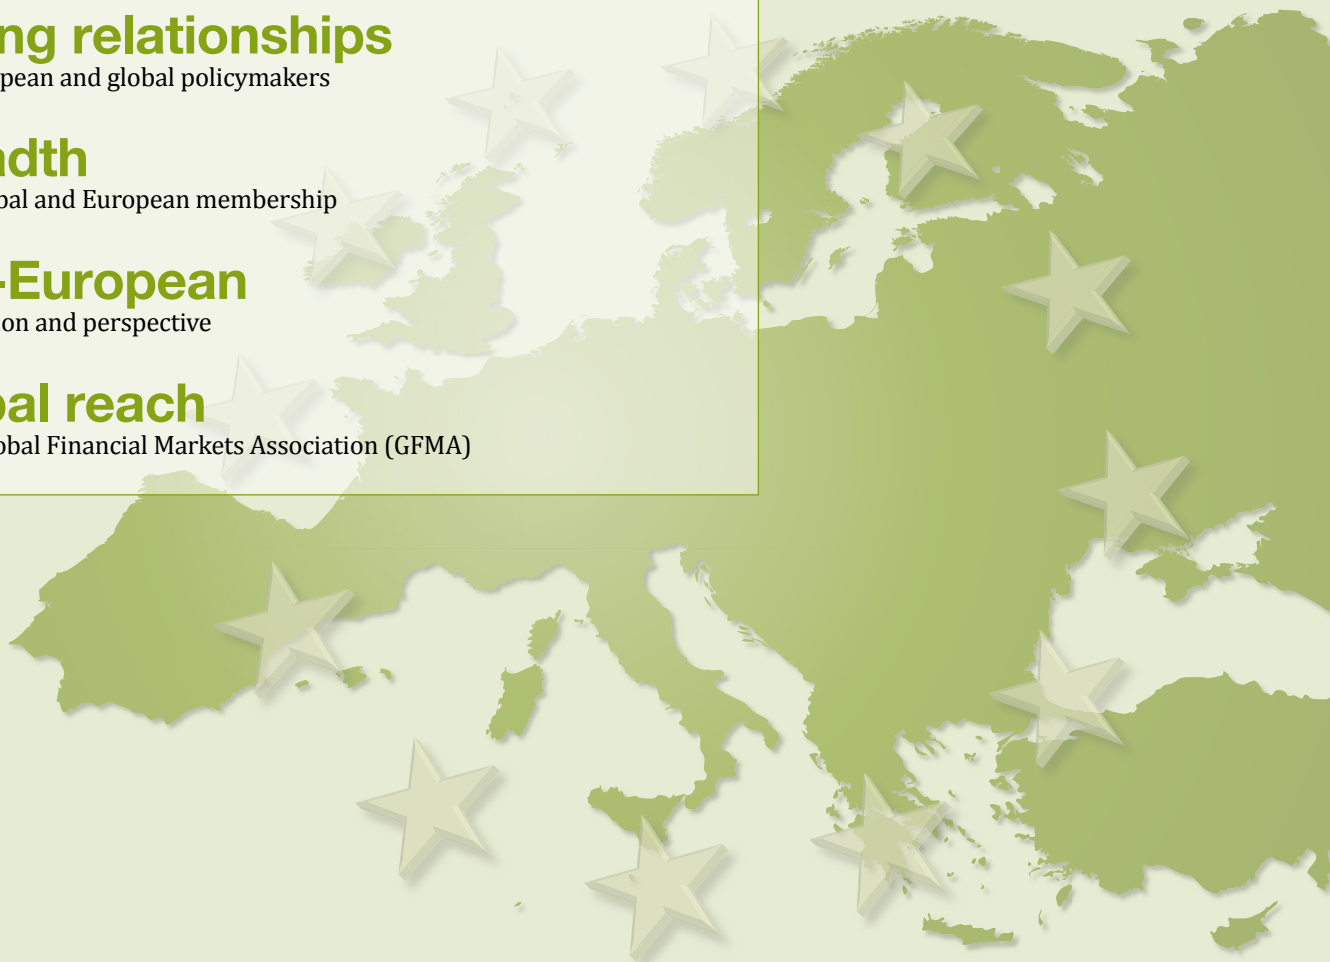 ng relationships
pean and global policymakers
adth
bal and European membership
-European
on and perspective
bal reach
obal Financial Markets Association (GFMA)